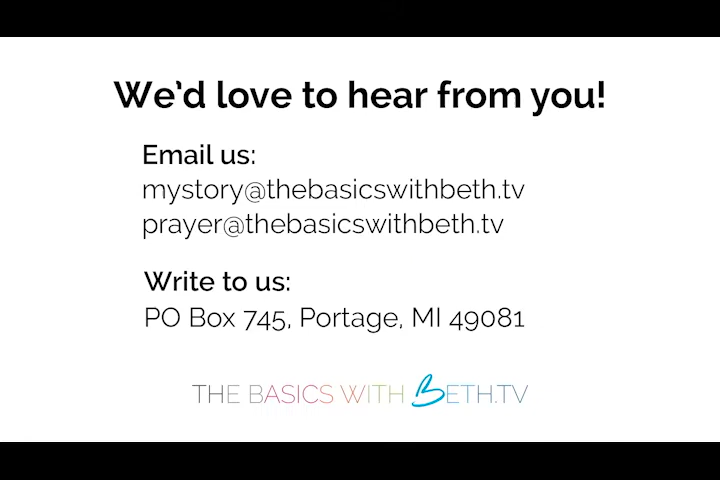 We'd love to hear from you!
Email us:
mystory@thebasicswithbeth.tv
prayer@thebasicswithbeth.tv
Write to us:
PO Box 745, Portage, MI 49081
THE BASICS WITH BETH.TV